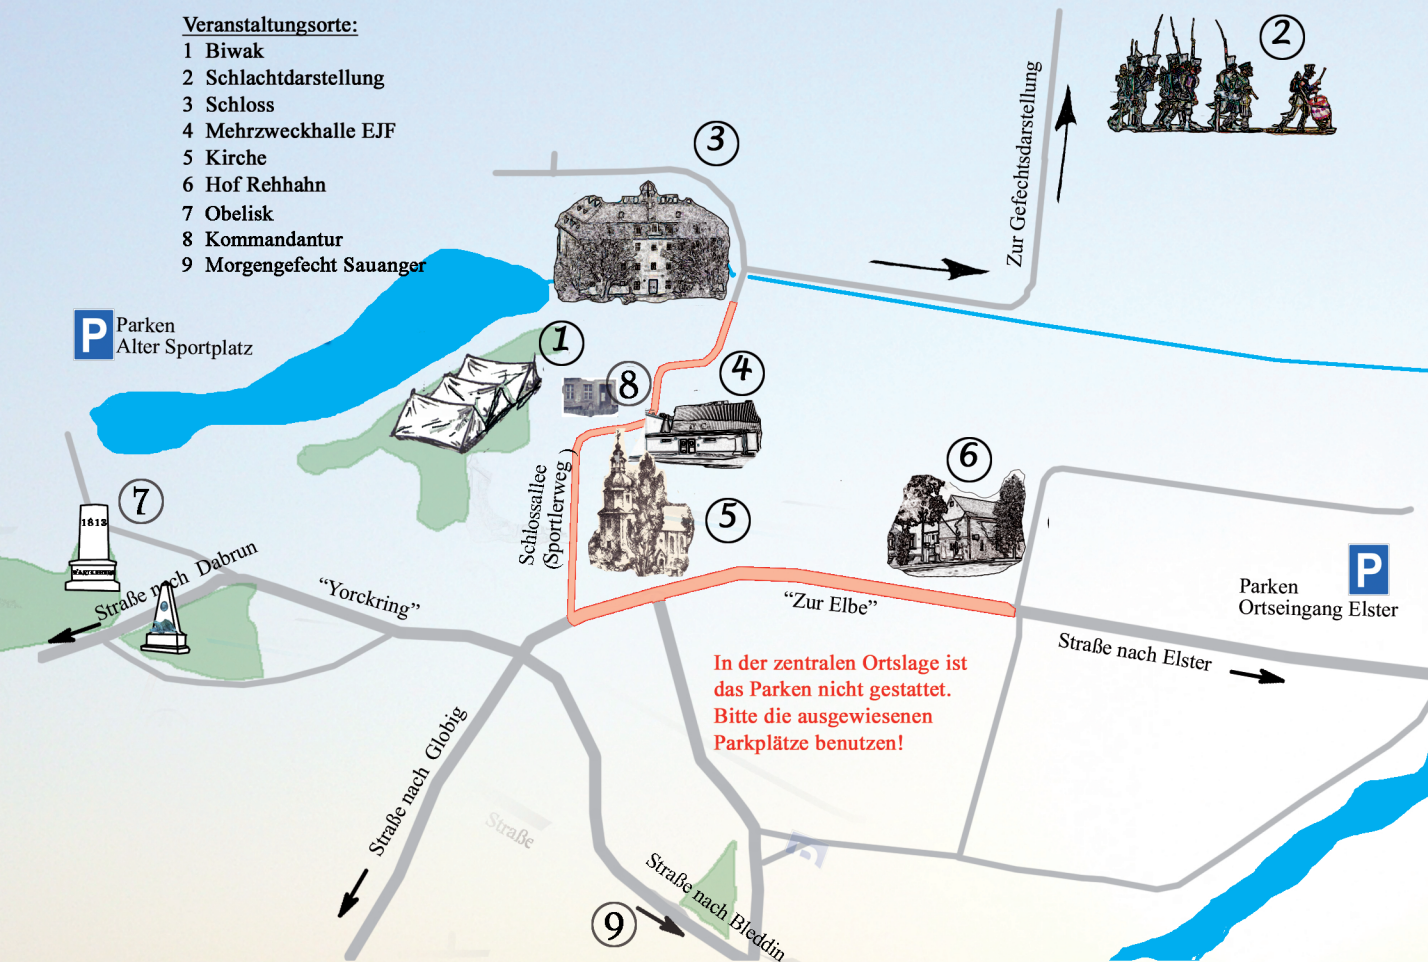 Veranstaltungsorte:
1 Biwak
2 Schlachtdarstellung
3 Schloss
4 Mehrzweckhalle EJF
5 Kirche
6 Hof Rehhahn
7 Obelisk
8 Kommandantur
9 Morgengefecht Sauanger
2
Zur Gefechtsdarstellung
3
P Parken
Alter Sportplatz
1
8
4
6
7
1813
5
Schlossallee
(Sportlerweg )
Straße nach Dabrun
"Yorckring"
"Zur Elbe"
P
Parken
Ortseingang Elster
Straße nach Elster
In der zentralen Ortslage ist
das Parken nicht gestattet.
Bitte die ausgewiesenen
Parkplätze benutzen!
Straße nach Globig
Straße
Straße nach Bleddin
9